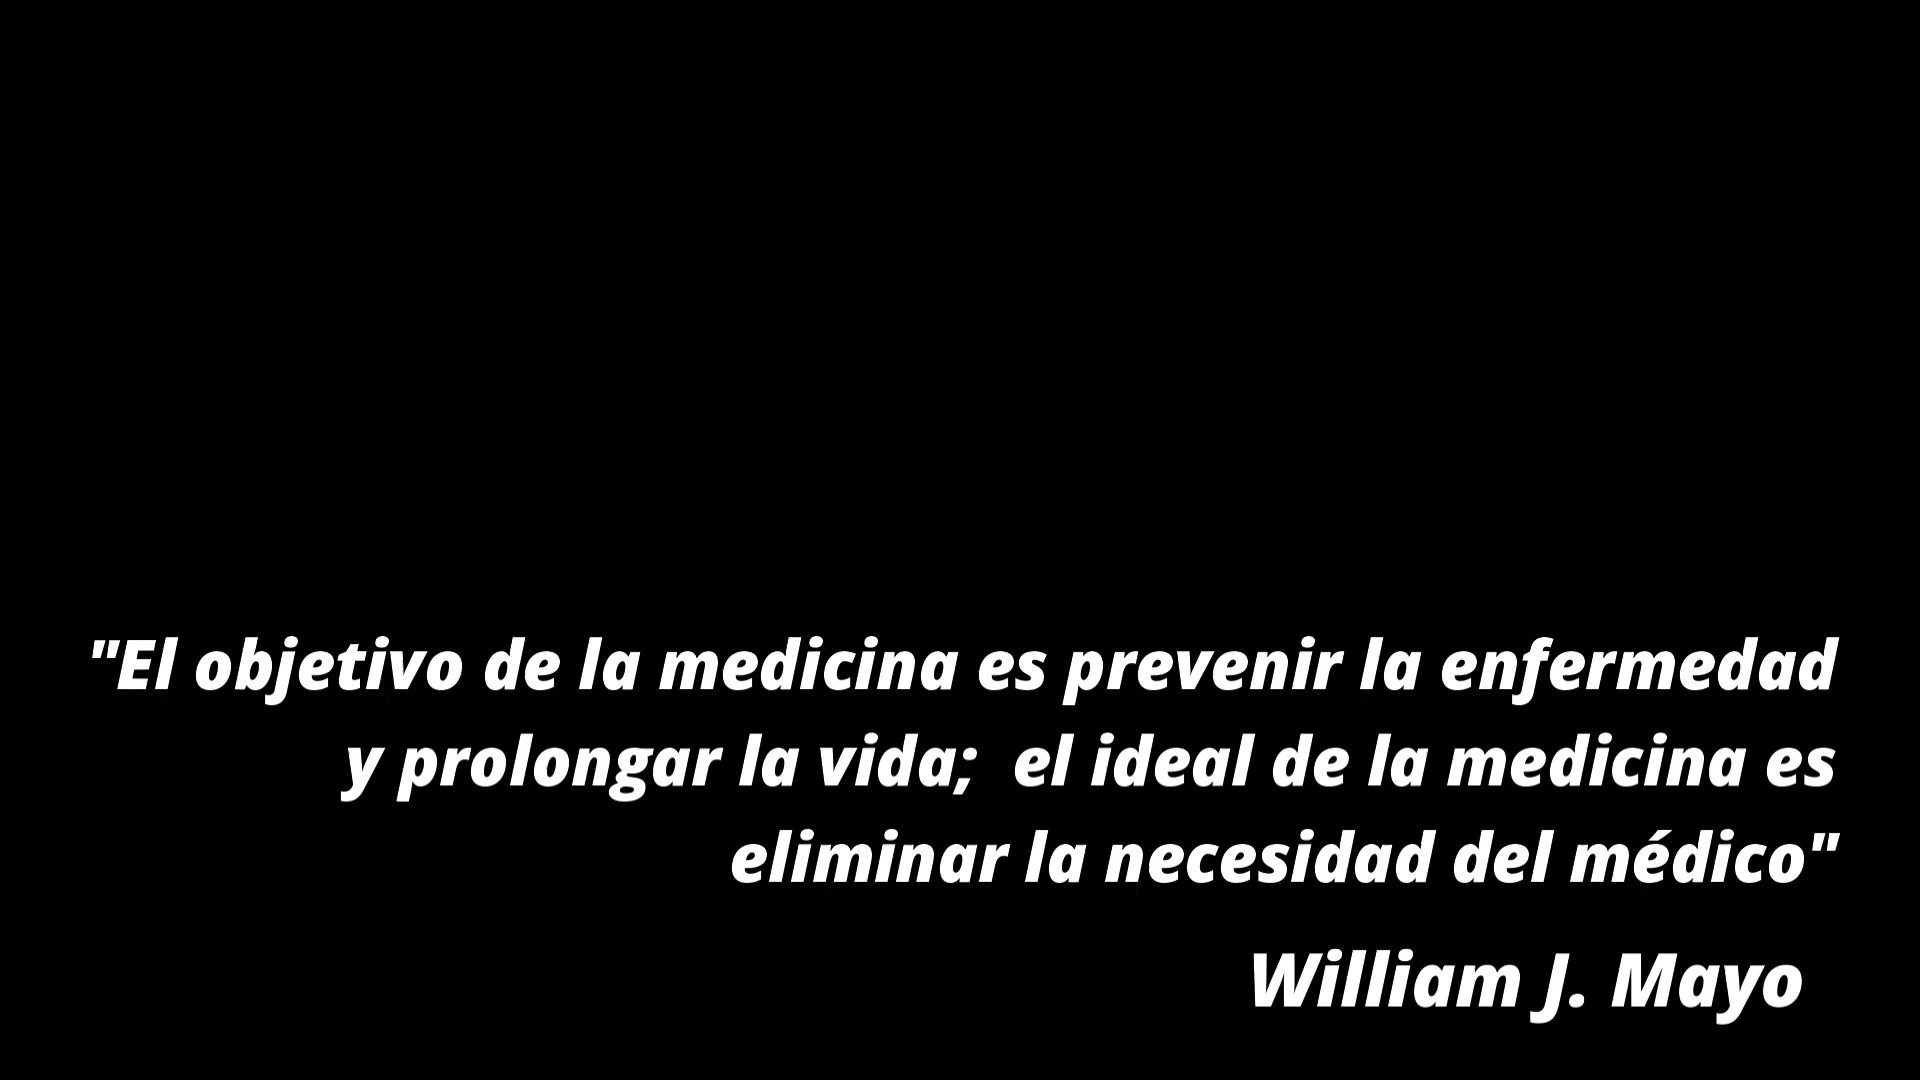 "El objetivo de la medicina es prevenir la enfermedad
y prolongar la vida;  el ideal de la medicina es
eliminar la necesidad del médico"
William J. Mayo